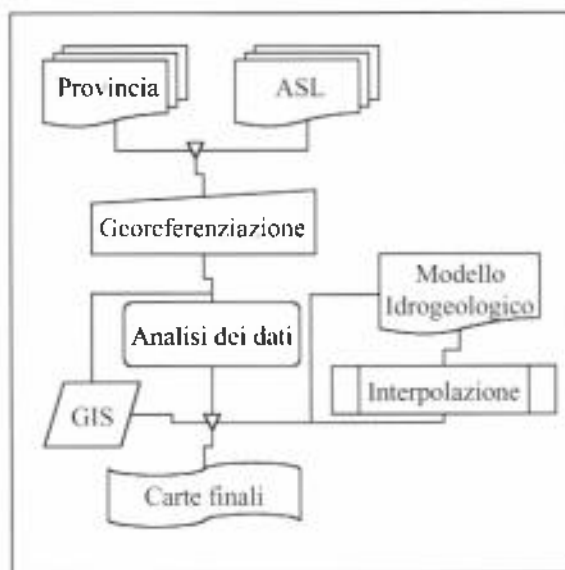 Provincia
ASL
Georeferenziazione
Modello
Idrogeologico
Analisi dei dati
Interpolazione
GIS
Carte finali